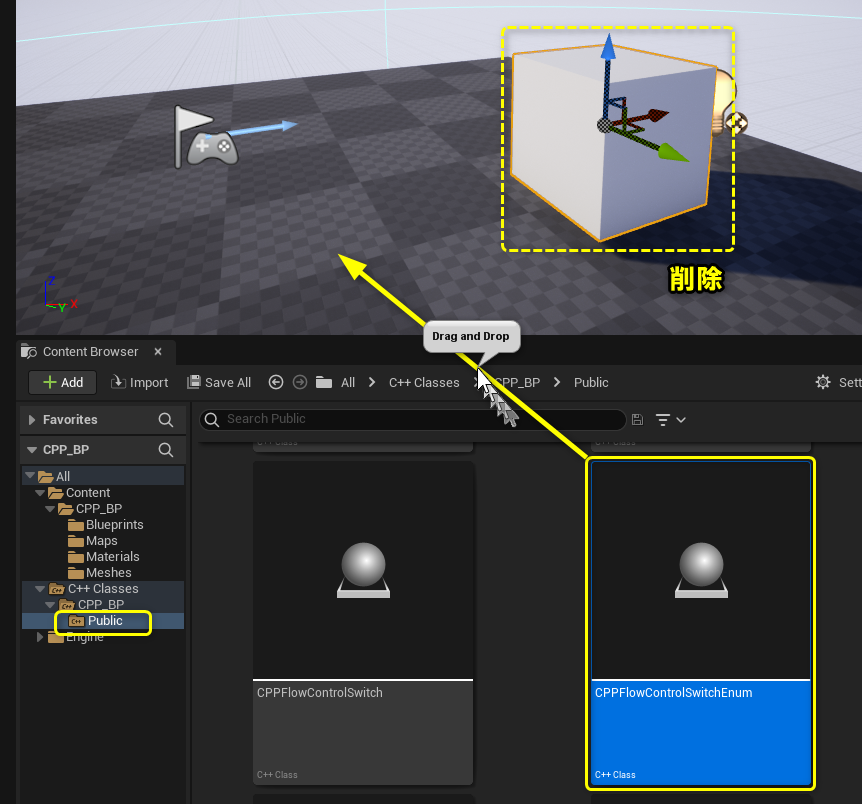 削除
Z
X
Y
Drag and Drop
Content Browser
Add
Import
Save All
All
C++ Classes
CPP_BP
Public
Sett
Favorites
Search Public
CPP_BP
C++ Class
C++ Class
All
Content
CPP_BP
Blueprints
Maps
Materials
Meshes
C++ Classes
CPP_BP
Public
Engine
CPPFlowControlSwitch
CPPFlowControlSwitchEnum
C++ Class
C++ Class